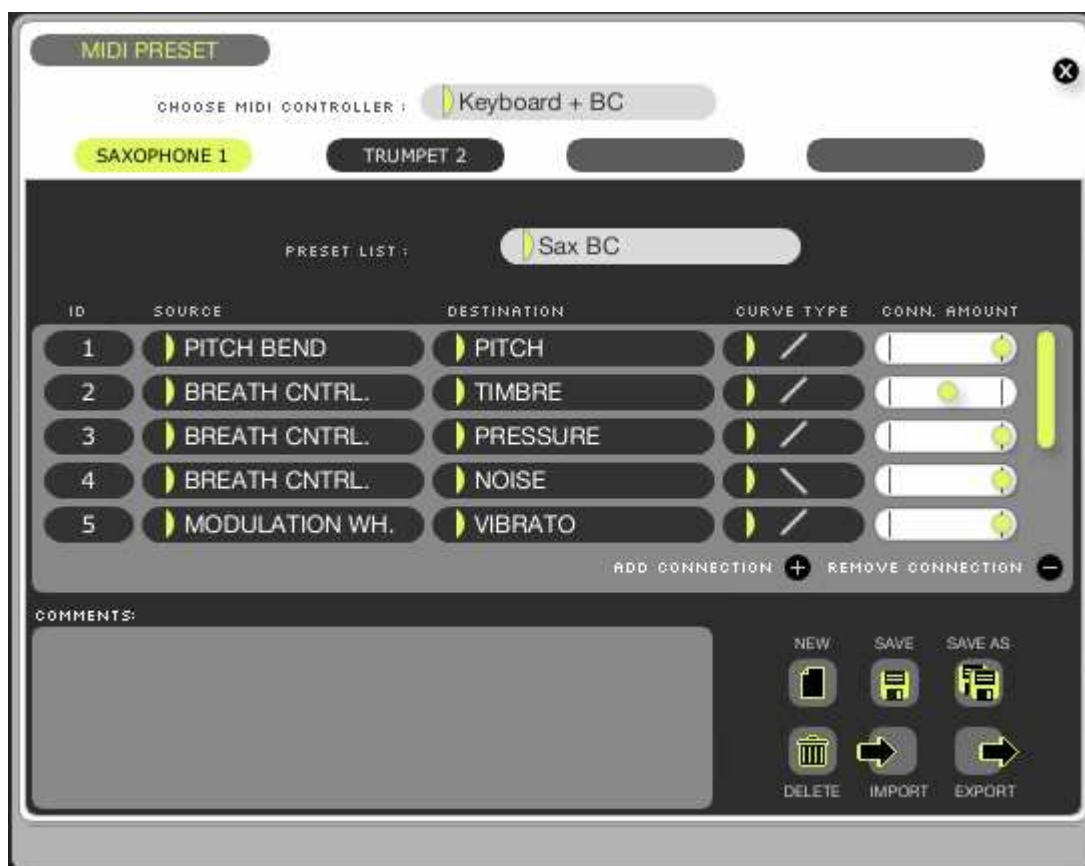 MIDI PRESET
X
CHOOSE MIDI CONTROLLER : Keyboard + BC
SAXOPHONE 1 TRUMPET 2
PRESET LIST : Sax BC
ID SOURCE DESTINATION CURVE TYPE CONN. AMOUNT
1 PITCH BEND PITCH
2 BREATH CNTRL. TIMBRE
3 BREATH CNTRL. PRESSURE
4 BREATH CNTRL. NOISE
5 MODULATION WH. VIBRATO
ADD CONNECTION + REMOVE CONNECTION −
COMMENTS:
NEW SAVE SAVE AS
DELETE IMPORT EXPORT